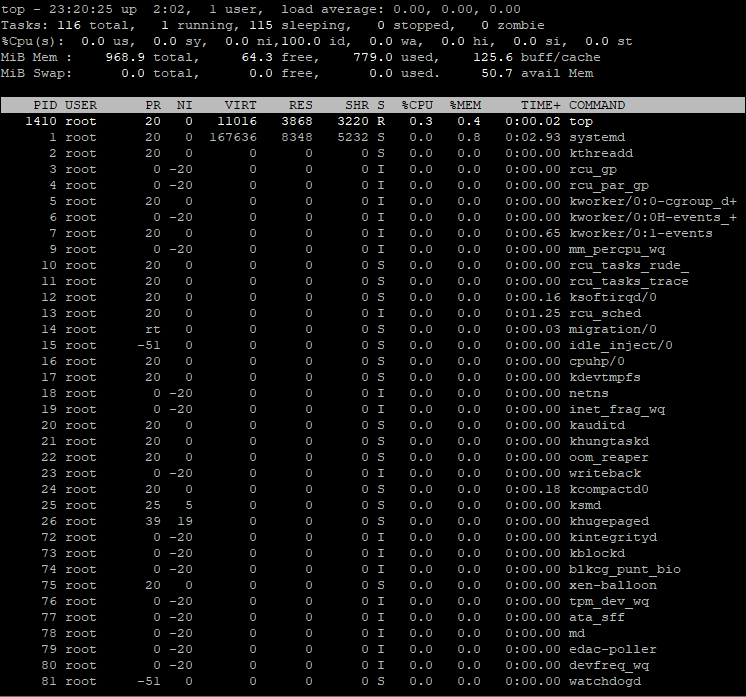 top - 23:20:25 up  2:02,  1 user,  load average: 0.00, 0.00, 0.00
Tasks: 116 total,   1 running, 115 sleeping,   0 stopped,   0 zombie
%Cpu(s):  0.0 us,  0.0 sy,  0.0 ni,100.0 id,  0.0 wa,  0.0 hi,  0.0 si,  0.0 st
MiB Mem :    968.9 total,     64.3 free,    779.0 used,    125.6 buff/cache
MiB Swap:      0.0 total,      0.0 free,      0.0 used.     50.7 avail Mem
PID USER      PR  NI    VIRT    RES    SHR S  %CPU  %MEM     TIME+ COMMAND
1410 root      20   0   11016   3868   3220 R   0.3   0.4   0:00.02 top
1 root      20   0  167636   8348   5232 S   0.0   0.8   0:02.93 systemd
2 root      20   0       0      0      0 S   0.0   0.0   0:00.00 kthreadd
3 root       0 -20       0      0      0 I   0.0   0.0   0:00.00 rcu_gp
4 root       0 -20       0      0      0 I   0.0   0.0   0:00.00 rcu_par_gp
5 root      20   0       0      0      0 I   0.0   0.0   0:00.00 kworker/0:0-cgroup_d+
6 root       0 -20       0      0      0 I   0.0   0.0   0:00.00 kworker/0:0H-events_+
7 root      20   0       0      0      0 I   0.0   0.0   0:00.65 kworker/0:1-events
9 root       0 -20       0      0      0 I   0.0   0.0   0:00.00 mm_percpu_wq
10 root      20   0       0      0      0 S   0.0   0.0   0:00.00 rcu_tasks_rude_
11 root      20   0       0      0      0 S   0.0   0.0   0:00.00 rcu_tasks_trace
12 root      20   0       0      0      0 S   0.0   0.0   0:00.16 ksoftirqd/0
13 root      20   0       0      0      0 I   0.0   0.0   0:01.25 rcu_sched
14 root      rt   0       0      0      0 S   0.0   0.0   0:00.03 migration/0
15 root     -51   0       0      0      0 S   0.0   0.0   0:00.00 idle_inject/0
16 root      20   0       0      0      0 S   0.0   0.0   0:00.00 cpuhp/0
17 root      20   0       0      0      0 S   0.0   0.0   0:00.00 kdevtmpfs
18 root       0 -20       0      0      0 I   0.0   0.0   0:00.00 netns
19 root       0 -20       0      0      0 I   0.0   0.0   0:00.00 inet_frag_wq
20 root      20   0       0      0      0 S   0.0   0.0   0:00.00 kauditd
21 root      20   0       0      0      0 S   0.0   0.0   0:00.00 khungtaskd
22 root      20   0       0      0      0 S   0.0   0.0   0:00.00 oom_reaper
23 root       0 -20       0      0      0 I   0.0   0.0   0:00.00 writeback
24 root      20   0       0      0      0 S   0.0   0.0   0:00.18 kcompactd0
25 root      25   5       0      0      0 S   0.0   0.0   0:00.00 ksmd
26 root      39  19       0      0      0 S   0.0   0.0   0:00.00 khugepaged
72 root       0 -20       0      0      0 I   0.0   0.0   0:00.00 kintegrityd
73 root       0 -20       0      0      0 I   0.0   0.0   0:00.00 kblockd
74 root       0 -20       0      0      0 I   0.0   0.0   0:00.00 blkcg_punt_bio
75 root      20   0       0      0      0 S   0.0   0.0   0:00.00 xen-balloon
76 root       0 -20       0      0      0 I   0.0   0.0   0:00.00 tpm_dev_wq
77 root       0 -20       0      0      0 I   0.0   0.0   0:00.00 ata_sff
78 root       0 -20       0      0      0 I   0.0   0.0   0:00.00 md
79 root       0 -20       0      0      0 I   0.0   0.0   0:00.00 edac-poller
80 root       0 -20       0      0      0 I   0.0   0.0   0:00.00 devfreq_wq
81 root     -51   0       0      0      0 S   0.0   0.0   0:00.00 watchdogd